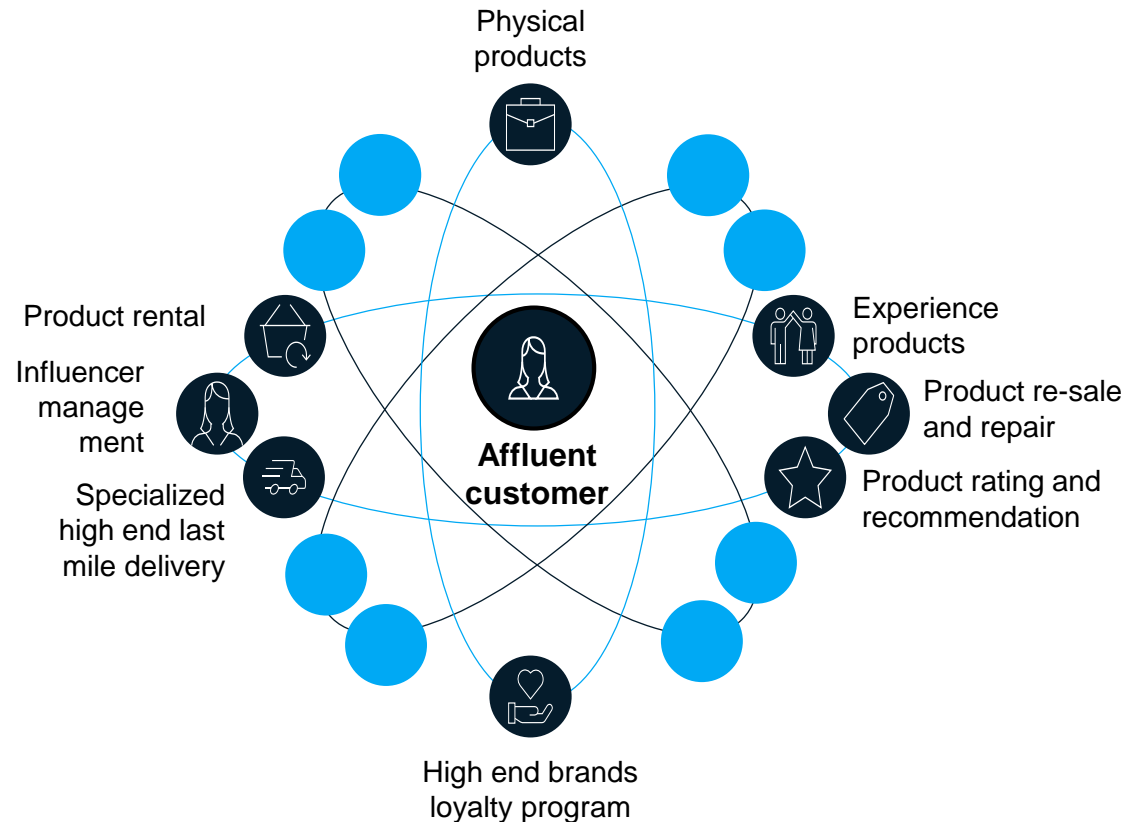 Physical
products
Product rental
Experience
products
Influencer
manage
ment
Product re-sale
and repair
Affluent
customer
Specialized
high end last
mile delivery
Product rating and
recommendation
High end brands
loyalty program